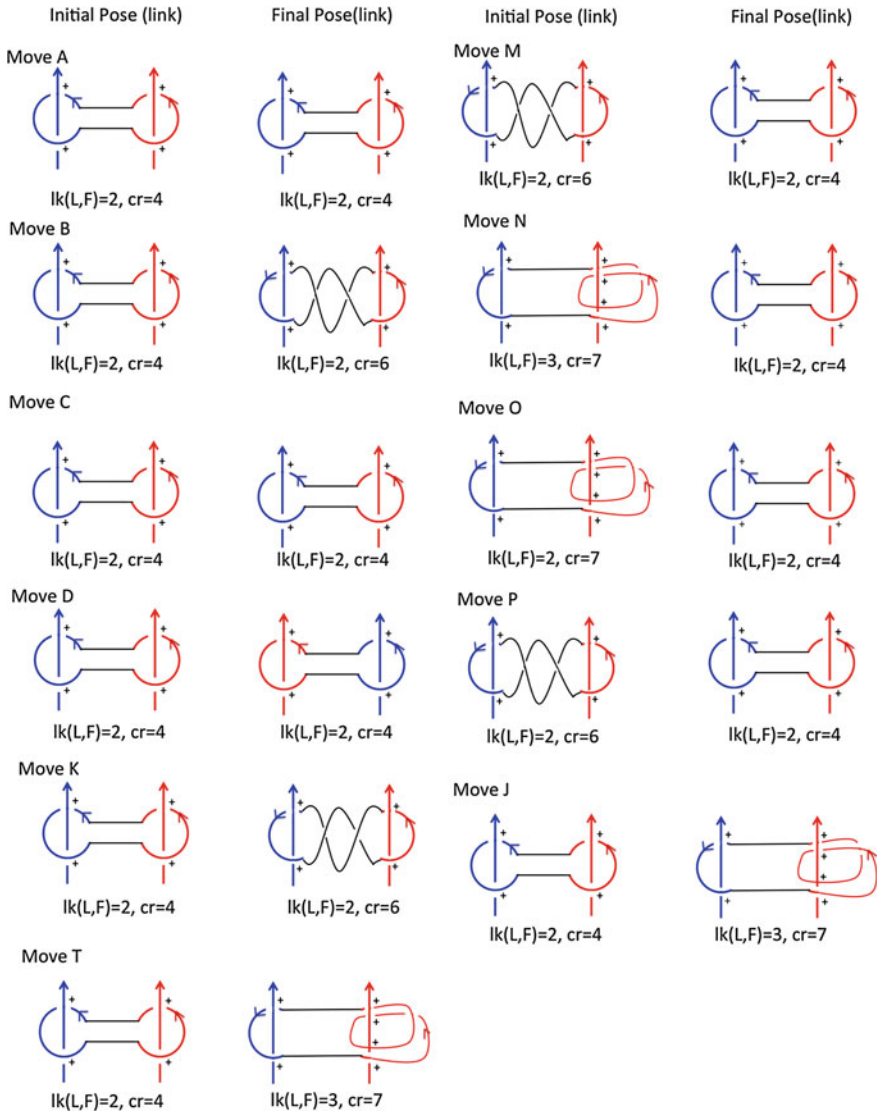 Initial Pose (link) Final Pose(link) Initial Pose (link) Final Pose(link)
Move A
+ + + +
+ + + +
lk(L,F)=2, cr=4 lk(L,F)=2, cr=4
Move M
+ + + +
+ + + +
lk(L,F)=2, cr=6 lk(L,F)=2, cr=4
Move B
+ + + +
+ + + +
lk(L,F)=2, cr=4 lk(L,F)=2, cr=6
Move N
+ + + +
+ + + + + +
lk(L,F)=3, cr=7 lk(L,F)=2, cr=4
Move C
+ + + +
+ + + +
lk(L,F)=2, cr=4 lk(L,F)=2, cr=4
Move O
+ + + +
+ + + + + +
lk(L,F)=2, cr=7 lk(L,F)=2, cr=4
Move D
+ + + +
+ + + +
lk(L,F)=2, cr=4 lk(L,F)=2, cr=4
Move P
+ + + +
+ + + +
lk(L,F)=2, cr=6 lk(L,F)=2, cr=4
Move K
+ + + +
+ + + +
lk(L,F)=2, cr=4 lk(L,F)=2, cr=6
Move J
+ + + +
+ + + + + +
lk(L,F)=2, cr=4 lk(L,F)=3, cr=7
Move T
+ + + +
+ + + + + +
lk(L,F)=2, cr=4 lk(L,F)=3, cr=7